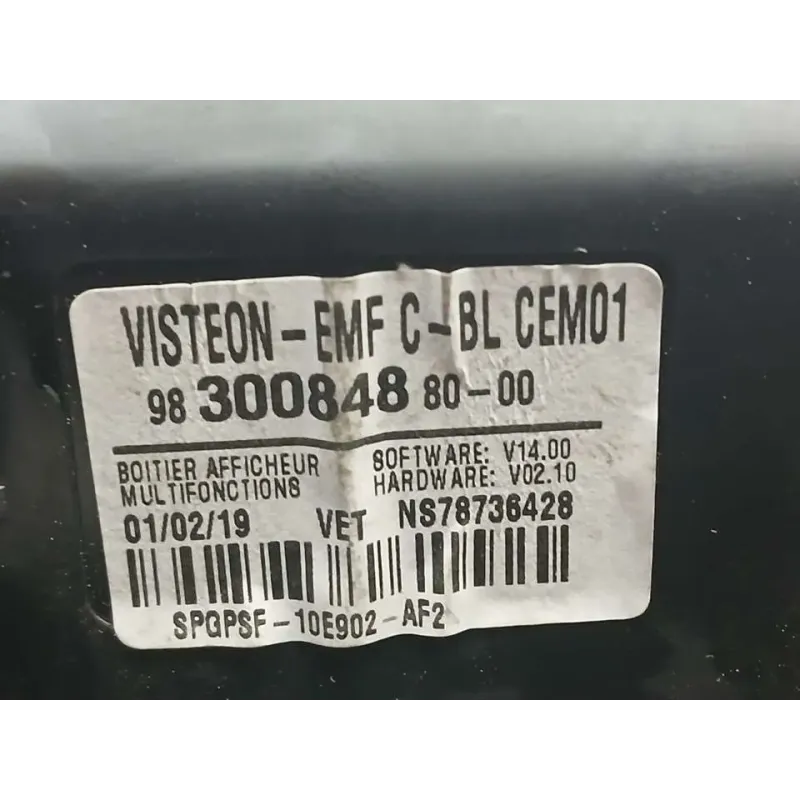 VISTEON-EMF C-BL CEM01
98 300848 80-00
BOITIER AFFICHEUR
MULTIFONCTIONS
SOFTWARE: V14.00
HARDWARE: V02.10
01/02/19 VET NS78736428
SPGPSF-10E902-AF2